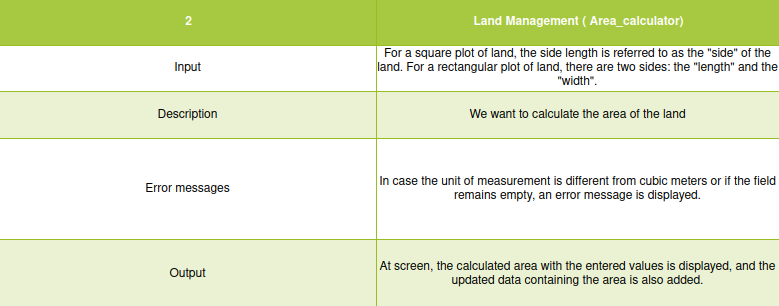 2
Land Management ( Area_calculator)
Input
For a square plot of land, the side length is referred to as the "side" of the
land. For a rectangular plot of land, there are two sides: the "length" and the
"width".
Description
We want to calculate the area of the land
Error messages
In case the unit of measurement is different from cubic meters or if the field
remains empty, an error message is displayed.
Output
At screen, the calculated area with the entered values is displayed, and the
updated data containing the area is also added.